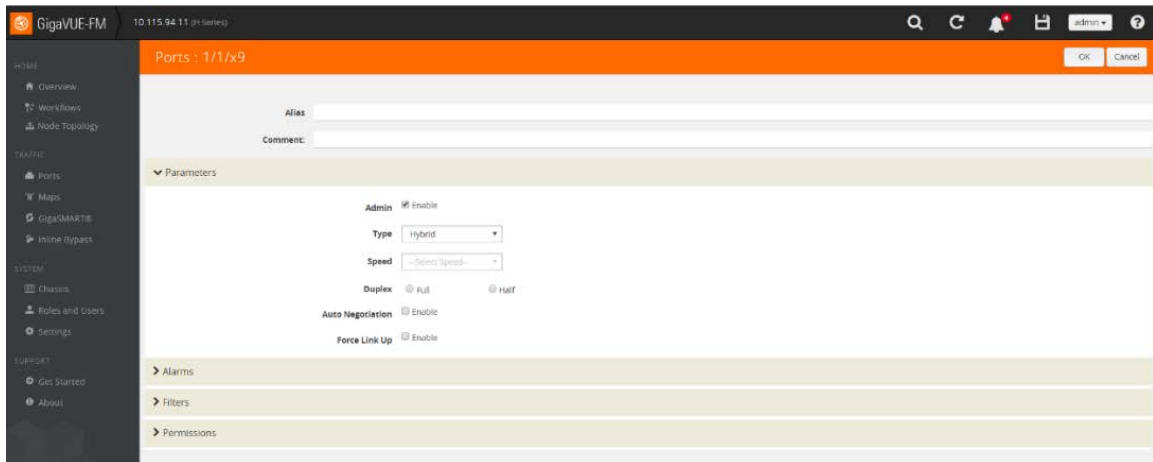 GigaVUE-FM 10.115.94.11 (H Series) 4 admin
Ports : 1/1/x9 OK Cancel
HOME
Overview
Workflows
Node Topology
TRAFFIC
Ports
Maps
GigaSMART®
Inline Bypass
SYSTEM
Chassis
Roles and Users
Settings
SUPPORT
Get Started
About
Alias
Comment:
Parameters
Admin Enable
Type Hybrid
Speed --Select Speed--
Duplex Full Half
Auto Negotiation Enable
Force Link Up Enable
Alarms
Filters
Permissions